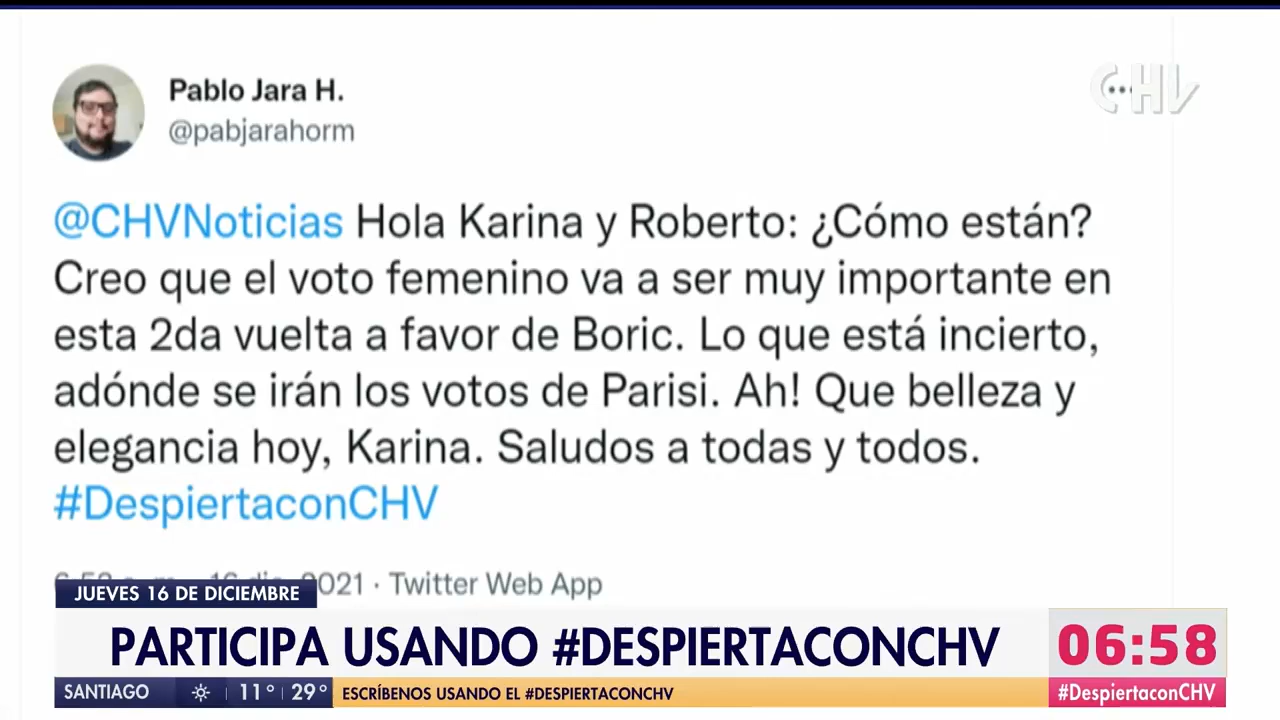 Pablo Jara H.
@pabjarahorm
CHV
@CHVNoticias Hola Karina y Roberto: ¿Cómo están?
Creo que el voto femenino va a ser muy importante en
esta 2da vuelta a favor de Boric. Lo que está incierto,
adónde se irán los votos de Parisi. Ah! Que belleza y
elegancia hoy, Karina. Saludos a todas y todos.
#DespiertaconCHV
2021 · Twitter Web App
JUEVES 16 DE DICIEMBRE
PARTICIPA USANDO #DESPIERTACONCHV
06:58
SANTIAGO 11° 29° ESCRÍBENOS USANDO EL #DESPIERTACONCHV
#DespiertaconCHV